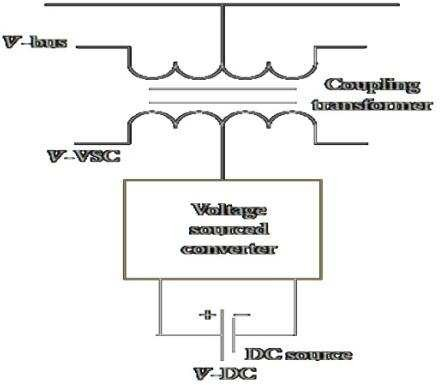 V-bus
Coupling
transformer
V-VSC
Voltage
sourced
converter
+ -
DC source
V-DC